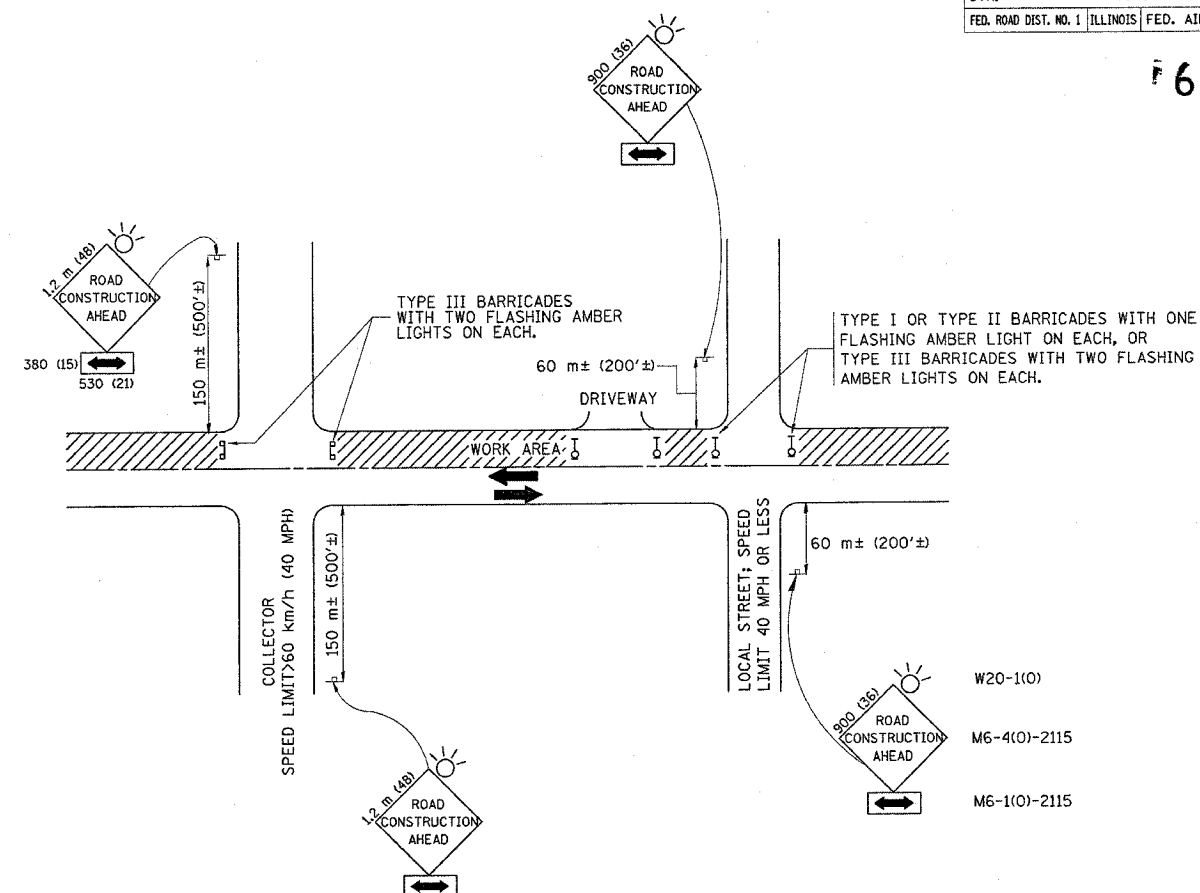 FED. ROAD DIST. NO. 1 ILLINOIS FED. AI
6
900 (36)
ROAD
CONSTRUCTION
AHEAD
1.2 m (48)
ROAD
CONSTRUCTION
AHEAD
380 (15)
530 (21)
150 m± (500'±)
TYPE III BARRICADES
WITH TWO FLASHING AMBER
LIGHTS ON EACH.
60 m± (200'±)
DRIVEWAY
TYPE I OR TYPE II BARRICADES WITH ONE
FLASHING AMBER LIGHT ON EACH, OR
TYPE III BARRICADES WITH TWO FLASHING
AMBER LIGHTS ON EACH.
WORK AREA
COLLECTOR
SPEED LIMIT>60 km/h (40 MPH)
150 m± (500'±)
LOCAL STREET; SPEED
LIMIT 40 MPH OR LESS
60 m± (200'±)
900 (36)
ROAD
CONSTRUCTION
AHEAD
W20-1(O)
M6-4(O)-2115
M6-1(O)-2115
1.2 m (48)
ROAD
CONSTRUCTION
AHEAD